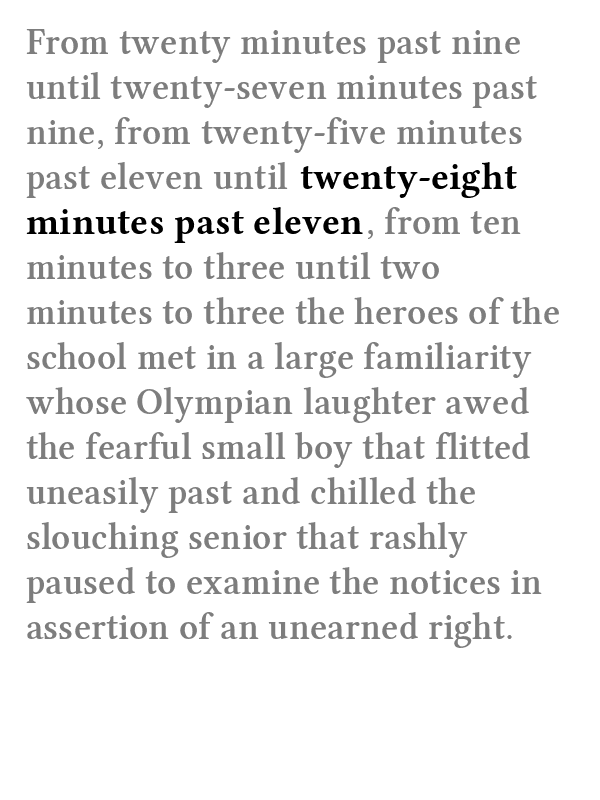 From twenty minutes past nine
until twenty-seven minutes past
nine, from twenty-five minutes
past eleven until twenty-eight
minutes past eleven, from ten
minutes to three until two
minutes to three the heroes of the
school met in a large familiarity
whose Olympian laughter awed
the fearful small boy that flitted
uneasily past and chilled the
slouching senior that rashly
paused to examine the notices in
assertion of an unearned right.